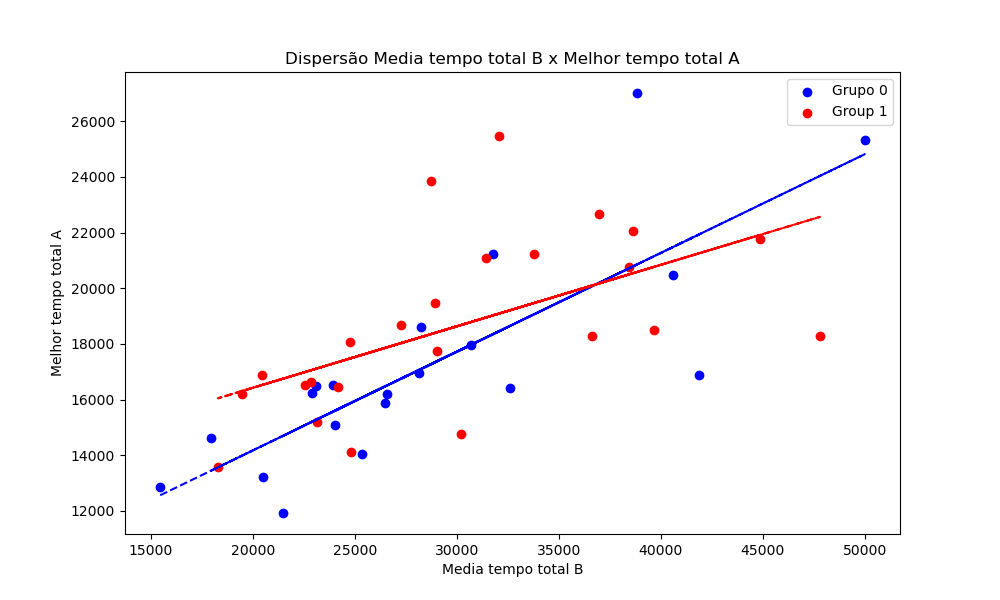 Dispersão Media tempo total B x Melhor tempo total A
Grupo 0
Group 1
26000
24000
22000
20000
18000
16000
14000
12000
Melhor tempo total A
15000 20000 25000 30000 35000 40000 45000 50000
Media tempo total B